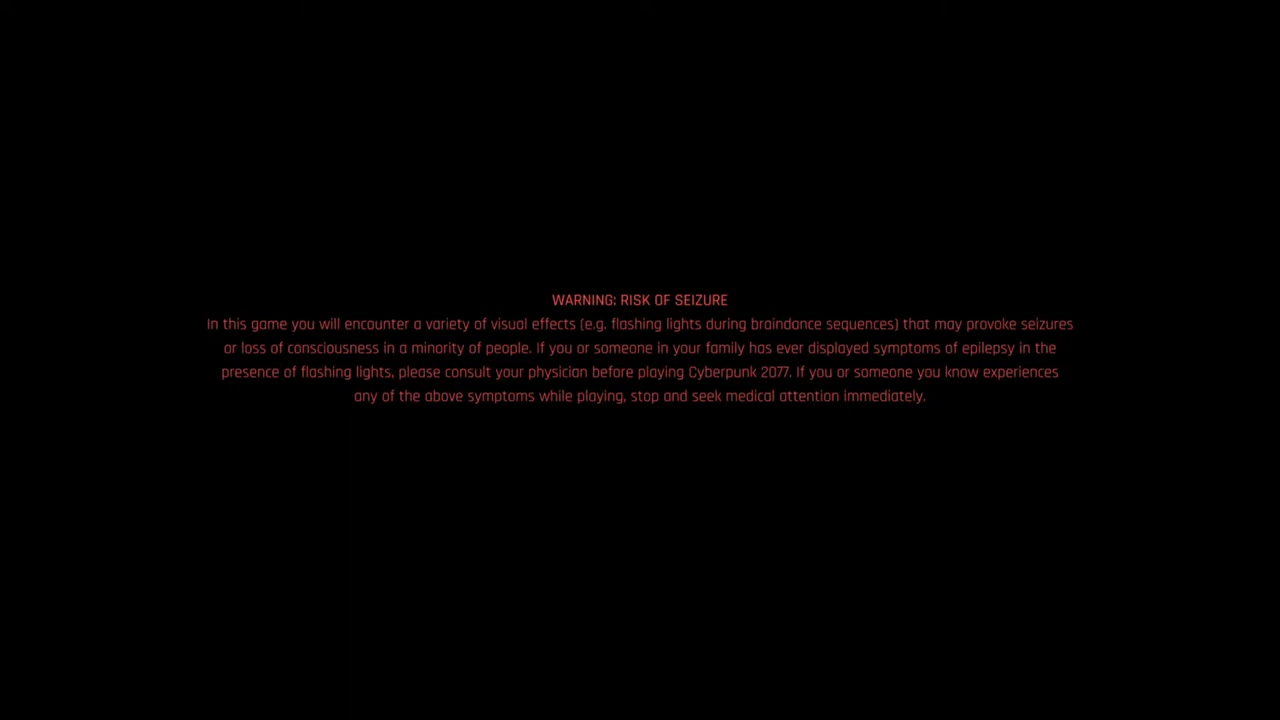 WARNING: RISK OF SEIZURE
In this game you will encounter a variety of visual effects (e.g. flashing lights during braindance sequences) that may provoke seizures
or loss of consciousness in a minority of people. If you or someone in your family has ever displayed symptoms of epilepsy in the
presence of flashing lights, please consult your physician before playing Cyberpunk 2077. If you or someone you know experiences
any of the above symptoms while playing, stop and seek medical attention immediately.